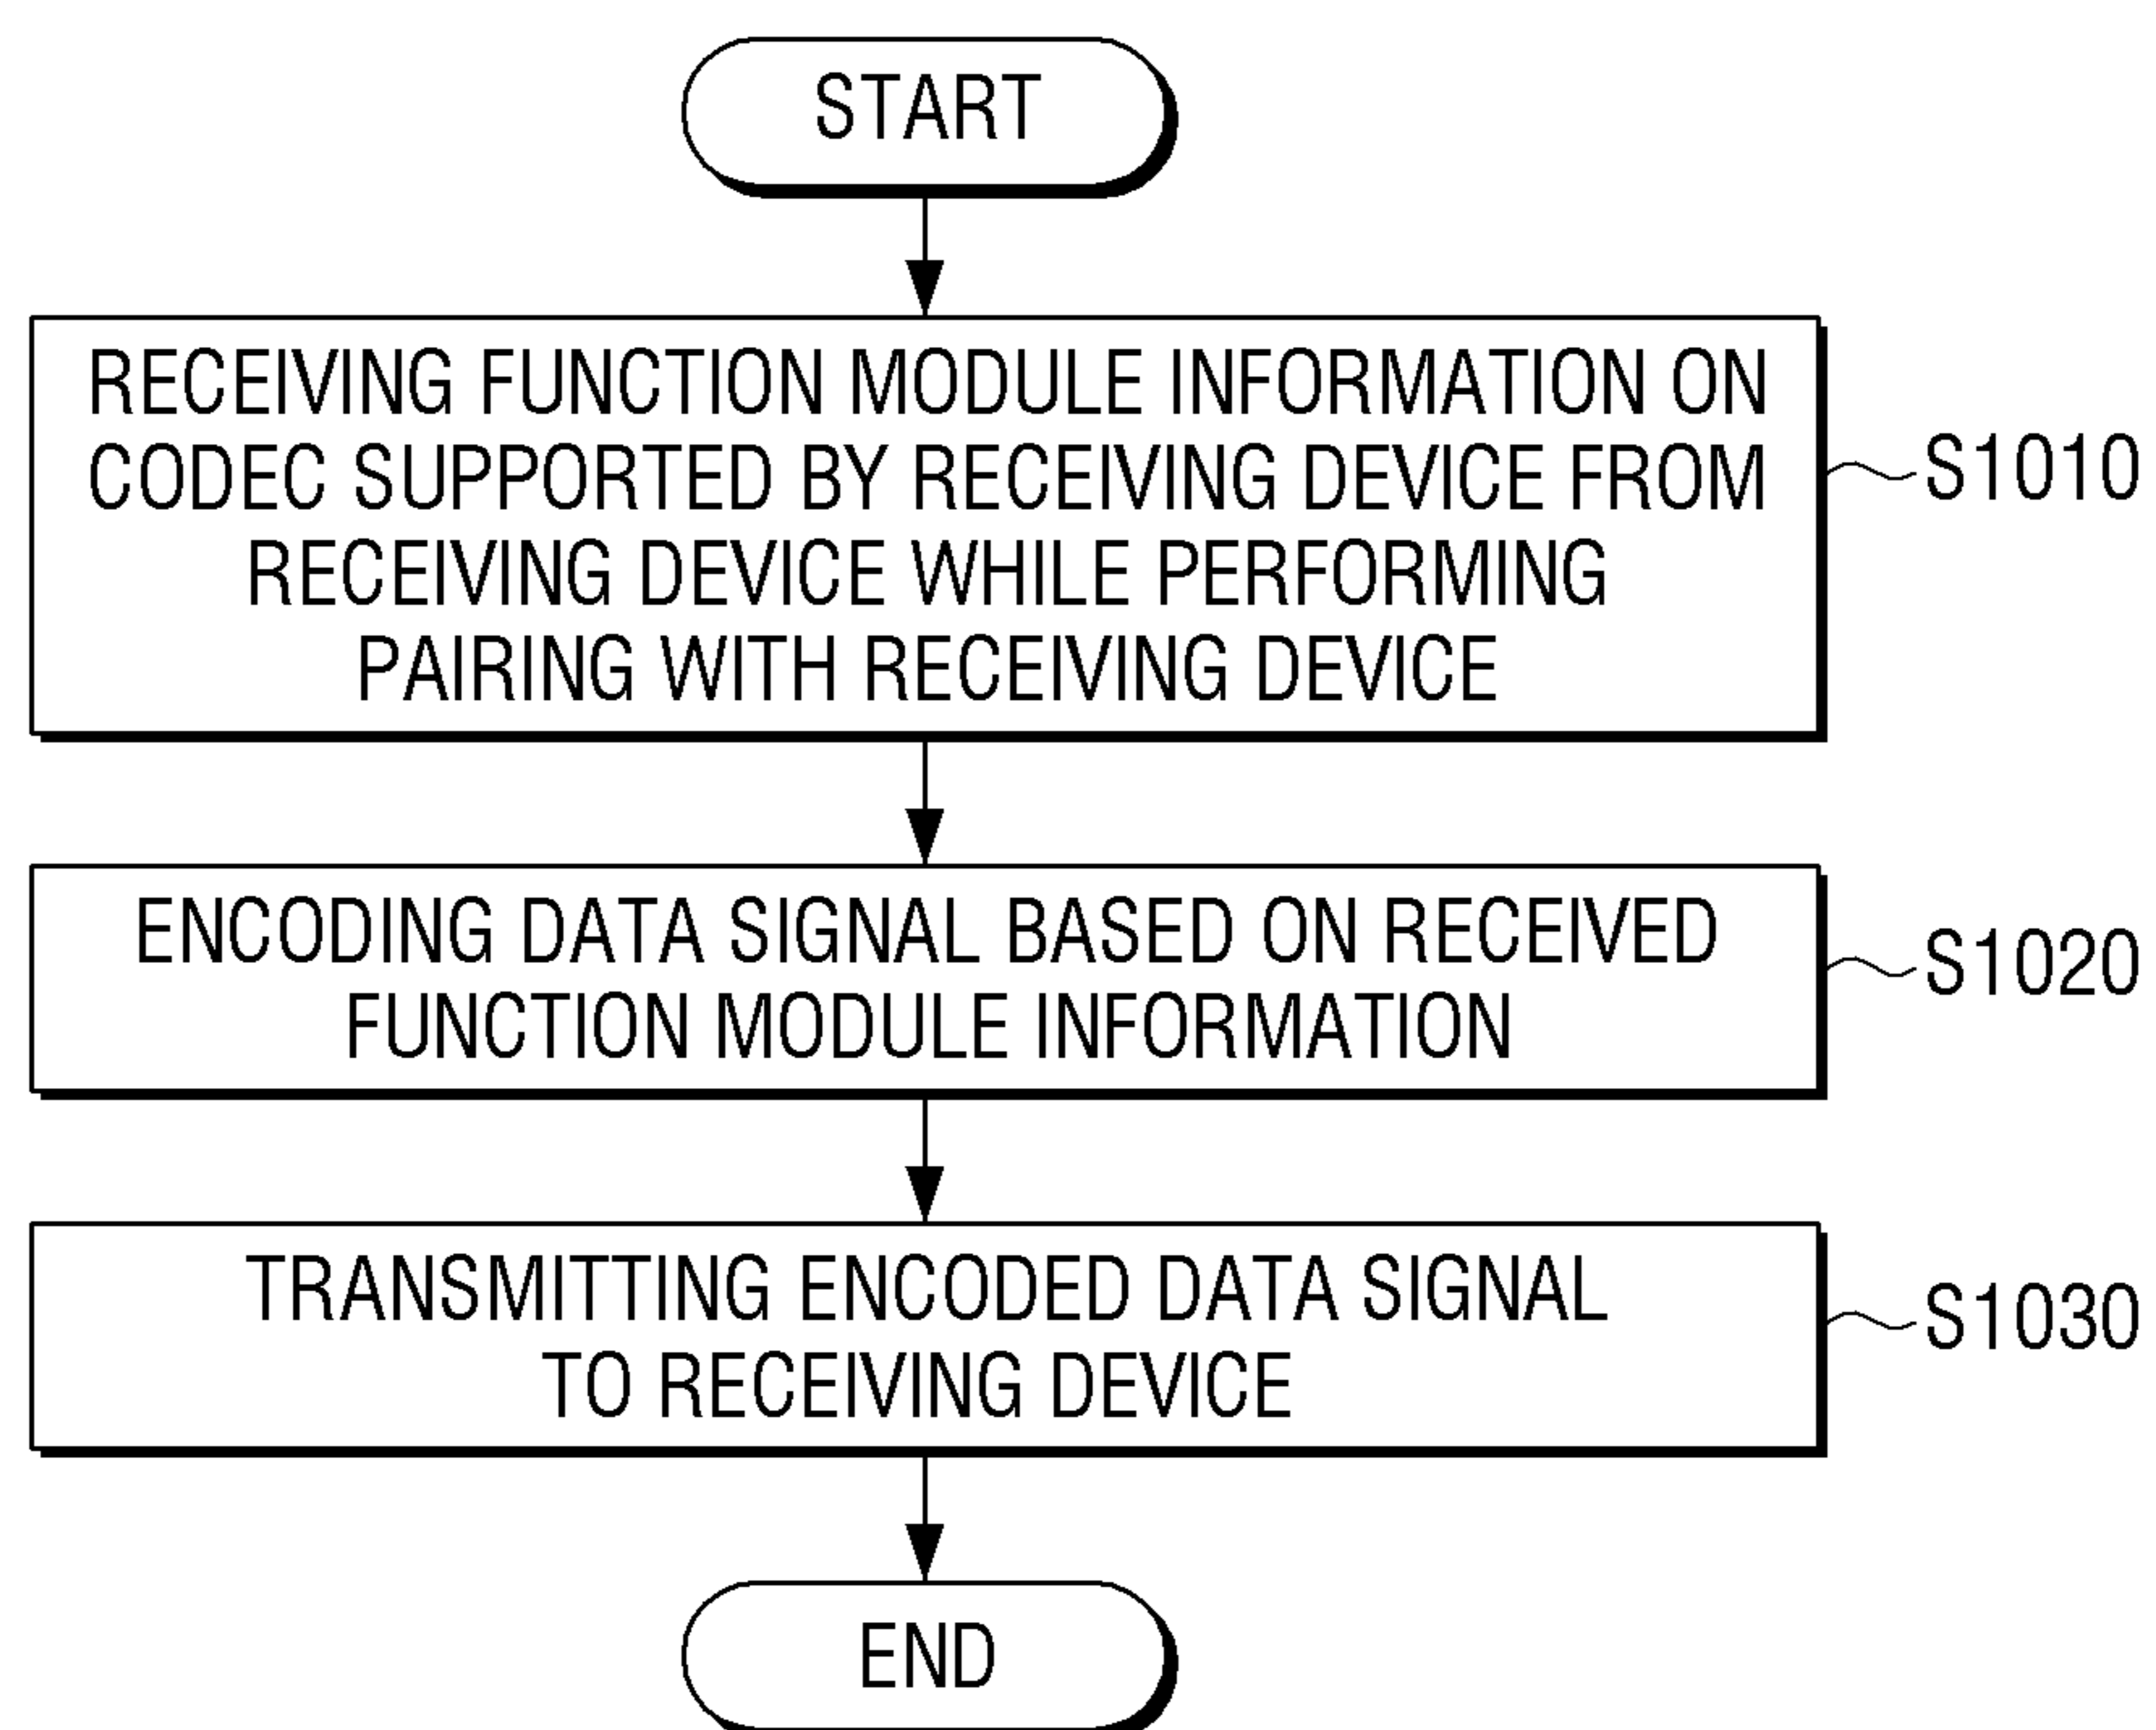 START
RECEIVING FUNCTION MODULE INFORMATION ON
CODEC SUPPORTED BY RECEIVING DEVICE FROM
RECEIVING DEVICE WHILE PERFORMING
PAIRING WITH RECEIVING DEVICE
S1010
ENCODING DATA SIGNAL BASED ON RECEIVED
FUNCTION MODULE INFORMATION
S1020
TRANSMITTING ENCODED DATA SIGNAL
TO RECEIVING DEVICE
S1030
END